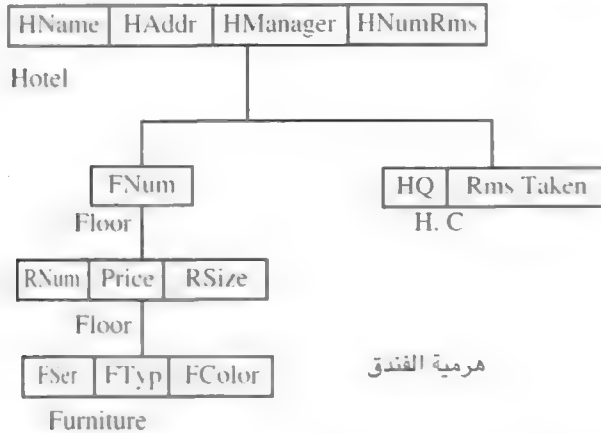 HName HAddr HManager HNumRms
Hotel
FNum
HQ Rms Taken
Floor
H. C
RNum Price RSize
Floor
FSer FTyp FColor
هرمية الفندق
Furniture